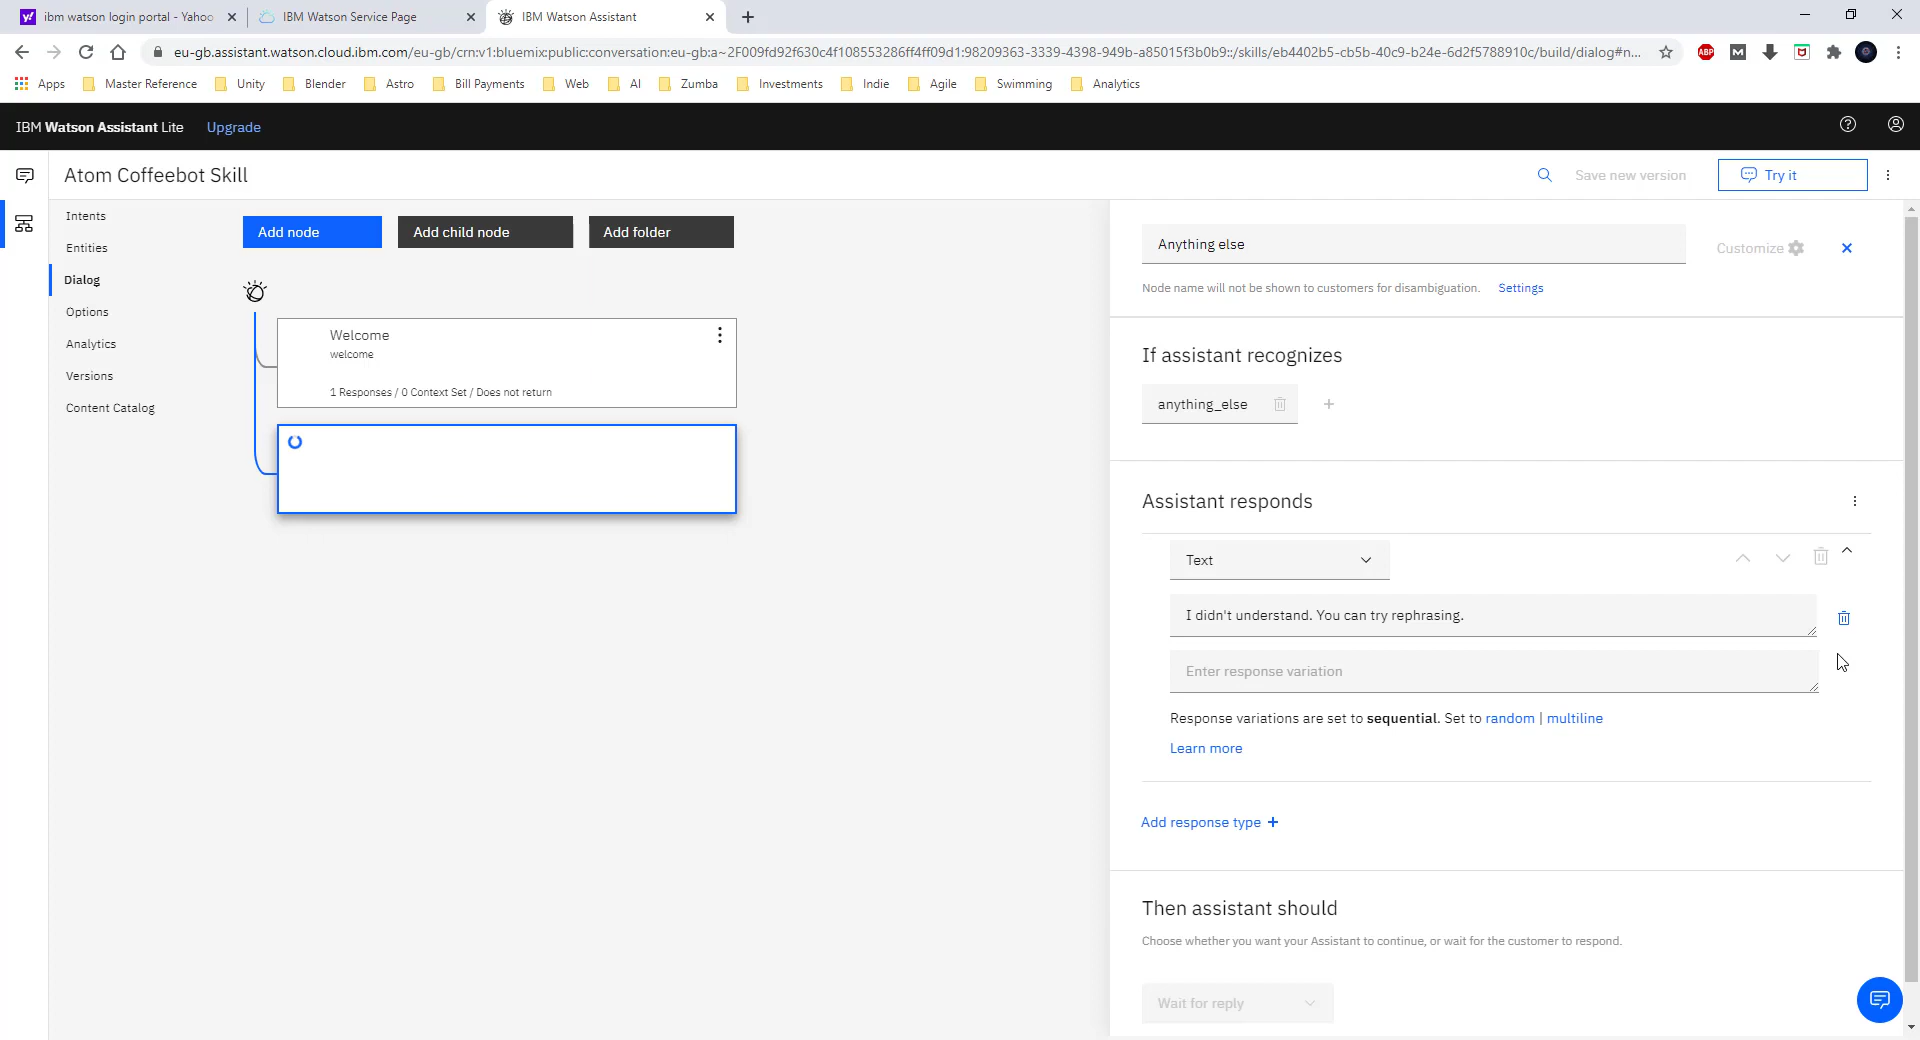 ibm watson login portal - Yahoo
IBM Watson Service Page
IBM Watson Assistant
eu-gb.assistant.watson.cloud.ibm.com/eu-gb/crn:v1:bluemix:public:conversation:eu-gb:a~2F009fd92f630c4f108553286ff4ff09d1:98209363-3339-4398-949b-a85015f3b0b9::/skills/eb4402b5-cb5b-40c9-b24e-6d2f5788910c/build/dialog#n...
ABP
M
Apps
Master Reference
Unity
Blender
Astro
Bill Payments
Web
AI
Zumba
Investments
Indie
Agile
Swimming
Analytics
IBM Watson Assistant Lite
Upgrade
Atom Coffeebot Skill
Save new version
Try it
Intents
Entities
Dialog
Options
Analytics
Versions
Content Catalog
Add node
Add child node
Add folder
Welcome
welcome
1 Responses / 0 Context Set / Does not return
Anything else
Customize
Node name will not be shown to customers for disambiguation. Settings
If assistant recognizes
anything_else
Assistant responds
Text
I didn't understand. You can try rephrasing.
Enter response variation
Response variations are set to sequential. Set to random | multiline
Learn more
Add response type +
Then assistant should
Choose whether you want your Assistant to continue, or wait for the customer to respond.
Wait for reply